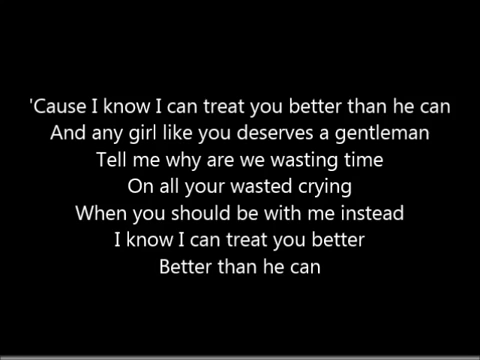 'Cause I know I can treat you better than he can
And any girl like you deserves a gentleman
Tell me why are we wasting time
On all your wasted crying
When you should be with me instead
I know I can treat you better
Better than he can